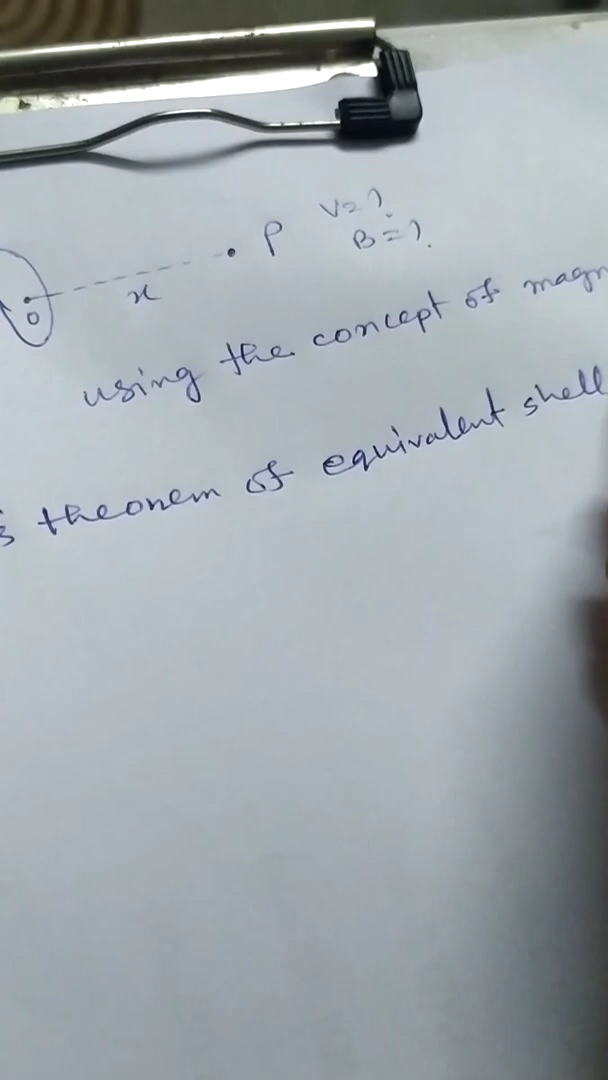 P V=?
B=?
O x
using the concept of magn
s theorem of equivalent shell